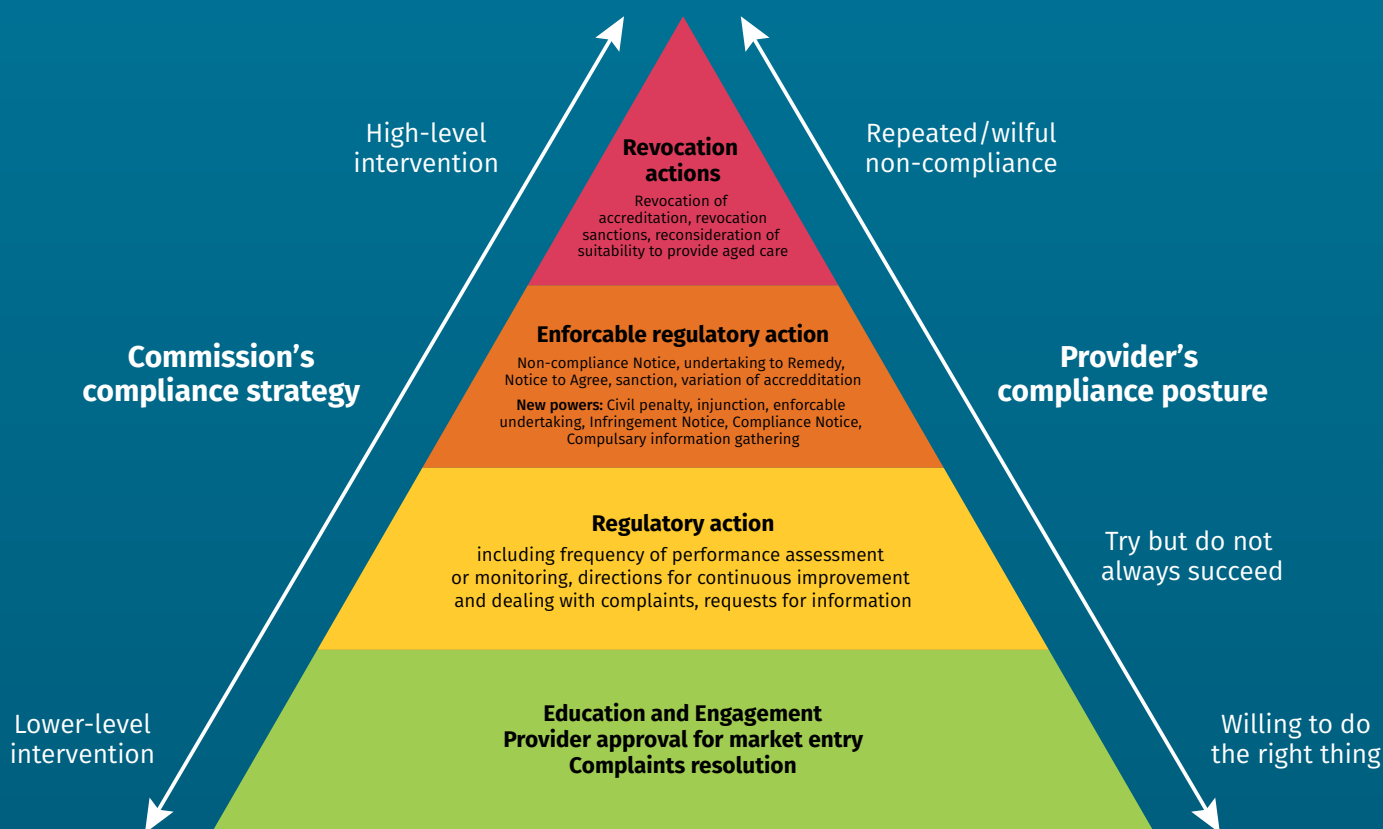 High-level
intervention
Repeated/wilful
non-compliance
Revocation
actions
Revocation of
accreditation, revocation
sanctions, reconsideration of
suitability to provide aged care
Commission's
compliance strategy
Enforcable regulatory action
Non-compliance Notice, undertaking to Remedy,
Notice to Agree, sanction, variation of accredditation
New powers: Civil penalty, injunction, enforcable
undertaking, Infringement Notice, Compliance Notice,
Compulsary information gathering
Provider's
compliance posture
Regulatory action
including frequency of performance assessment
or monitoring, directions for continuous improvement
and dealing with complaints, requests for information
Try but do not
always succeed
Lower-level
intervention
Education and Engagement
Provider approval for market entry
Complaints resolution
Willing to do
the right thing